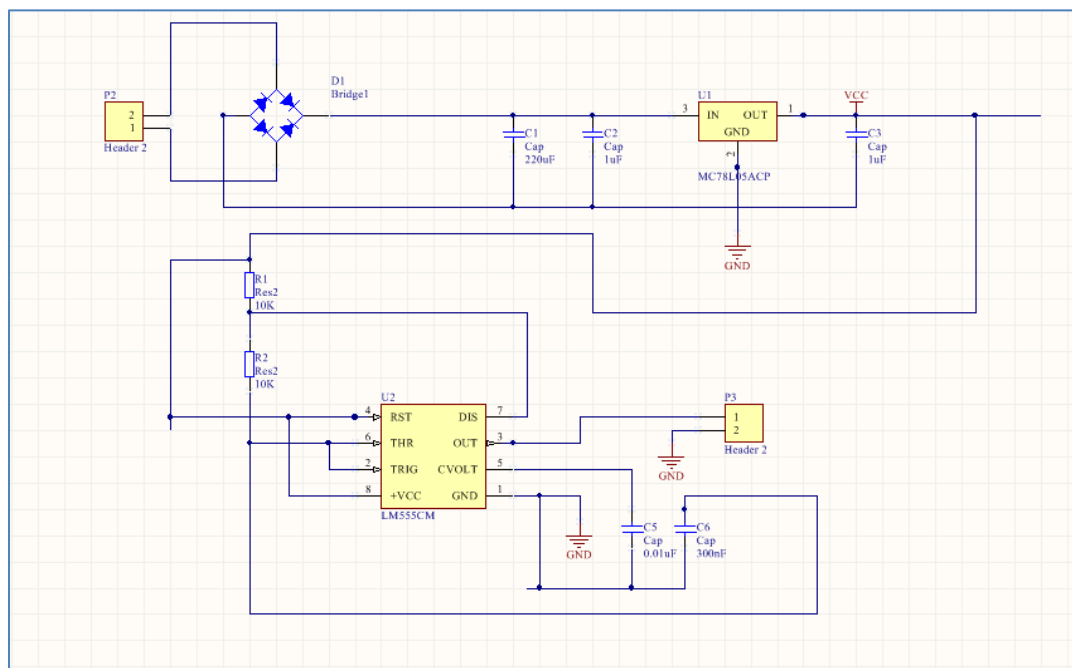 P2
2
1
Header 2
D1
Bridge1
C1
Cap
220uF
C2
Cap
1uF
U1
3
IN
OUT
1
GND
2
MC78L05ACP
VCC
C3
Cap
1uF
GND
R1
Res2
10K
R2
Res2
10K
U2
4
RST
DIS
7
6
THR
OUT
3
2
TRIG
CVOLT
5
8
+VCC
GND
1
LM555CM
P3
1
2
Header 2
GND
GND
C5
Cap
0.01uF
C6
Cap
300nF